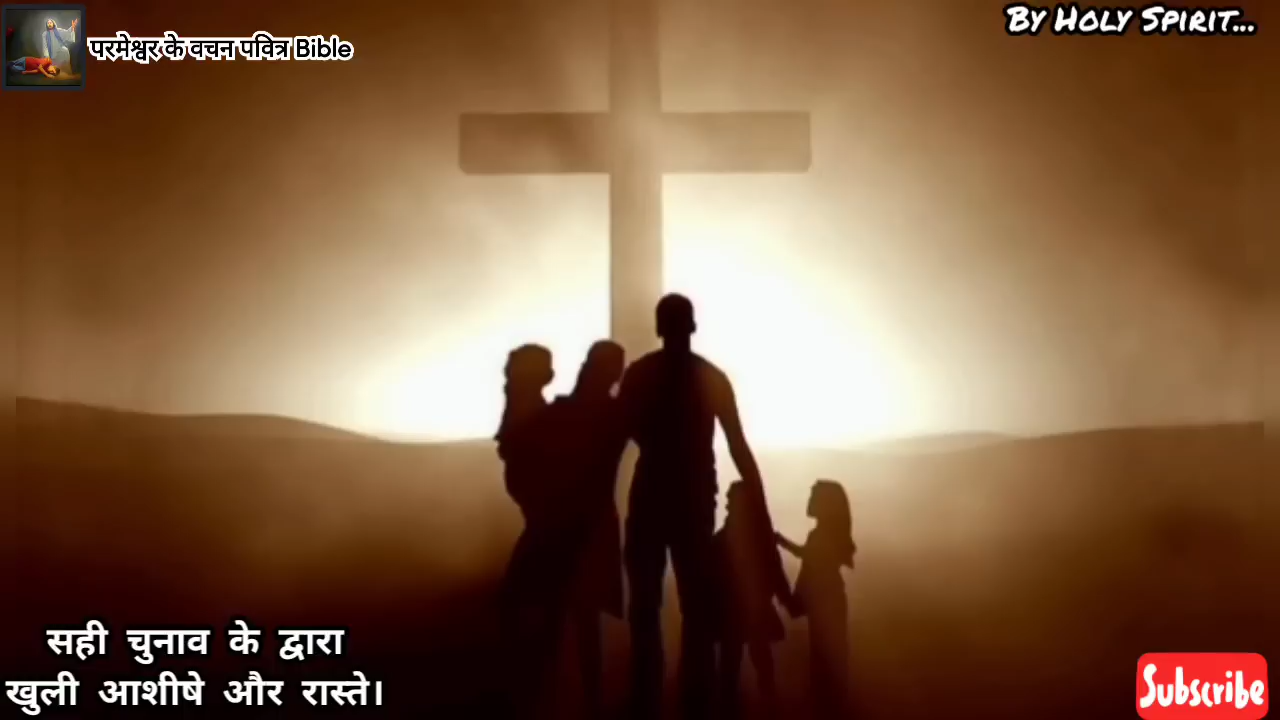 परमेश्वर के वचन पवित्र Bible
By Holy Spirit...
सही चुनाव के द्वारा
खुली आशीषे और रास्ते।
Subscribe